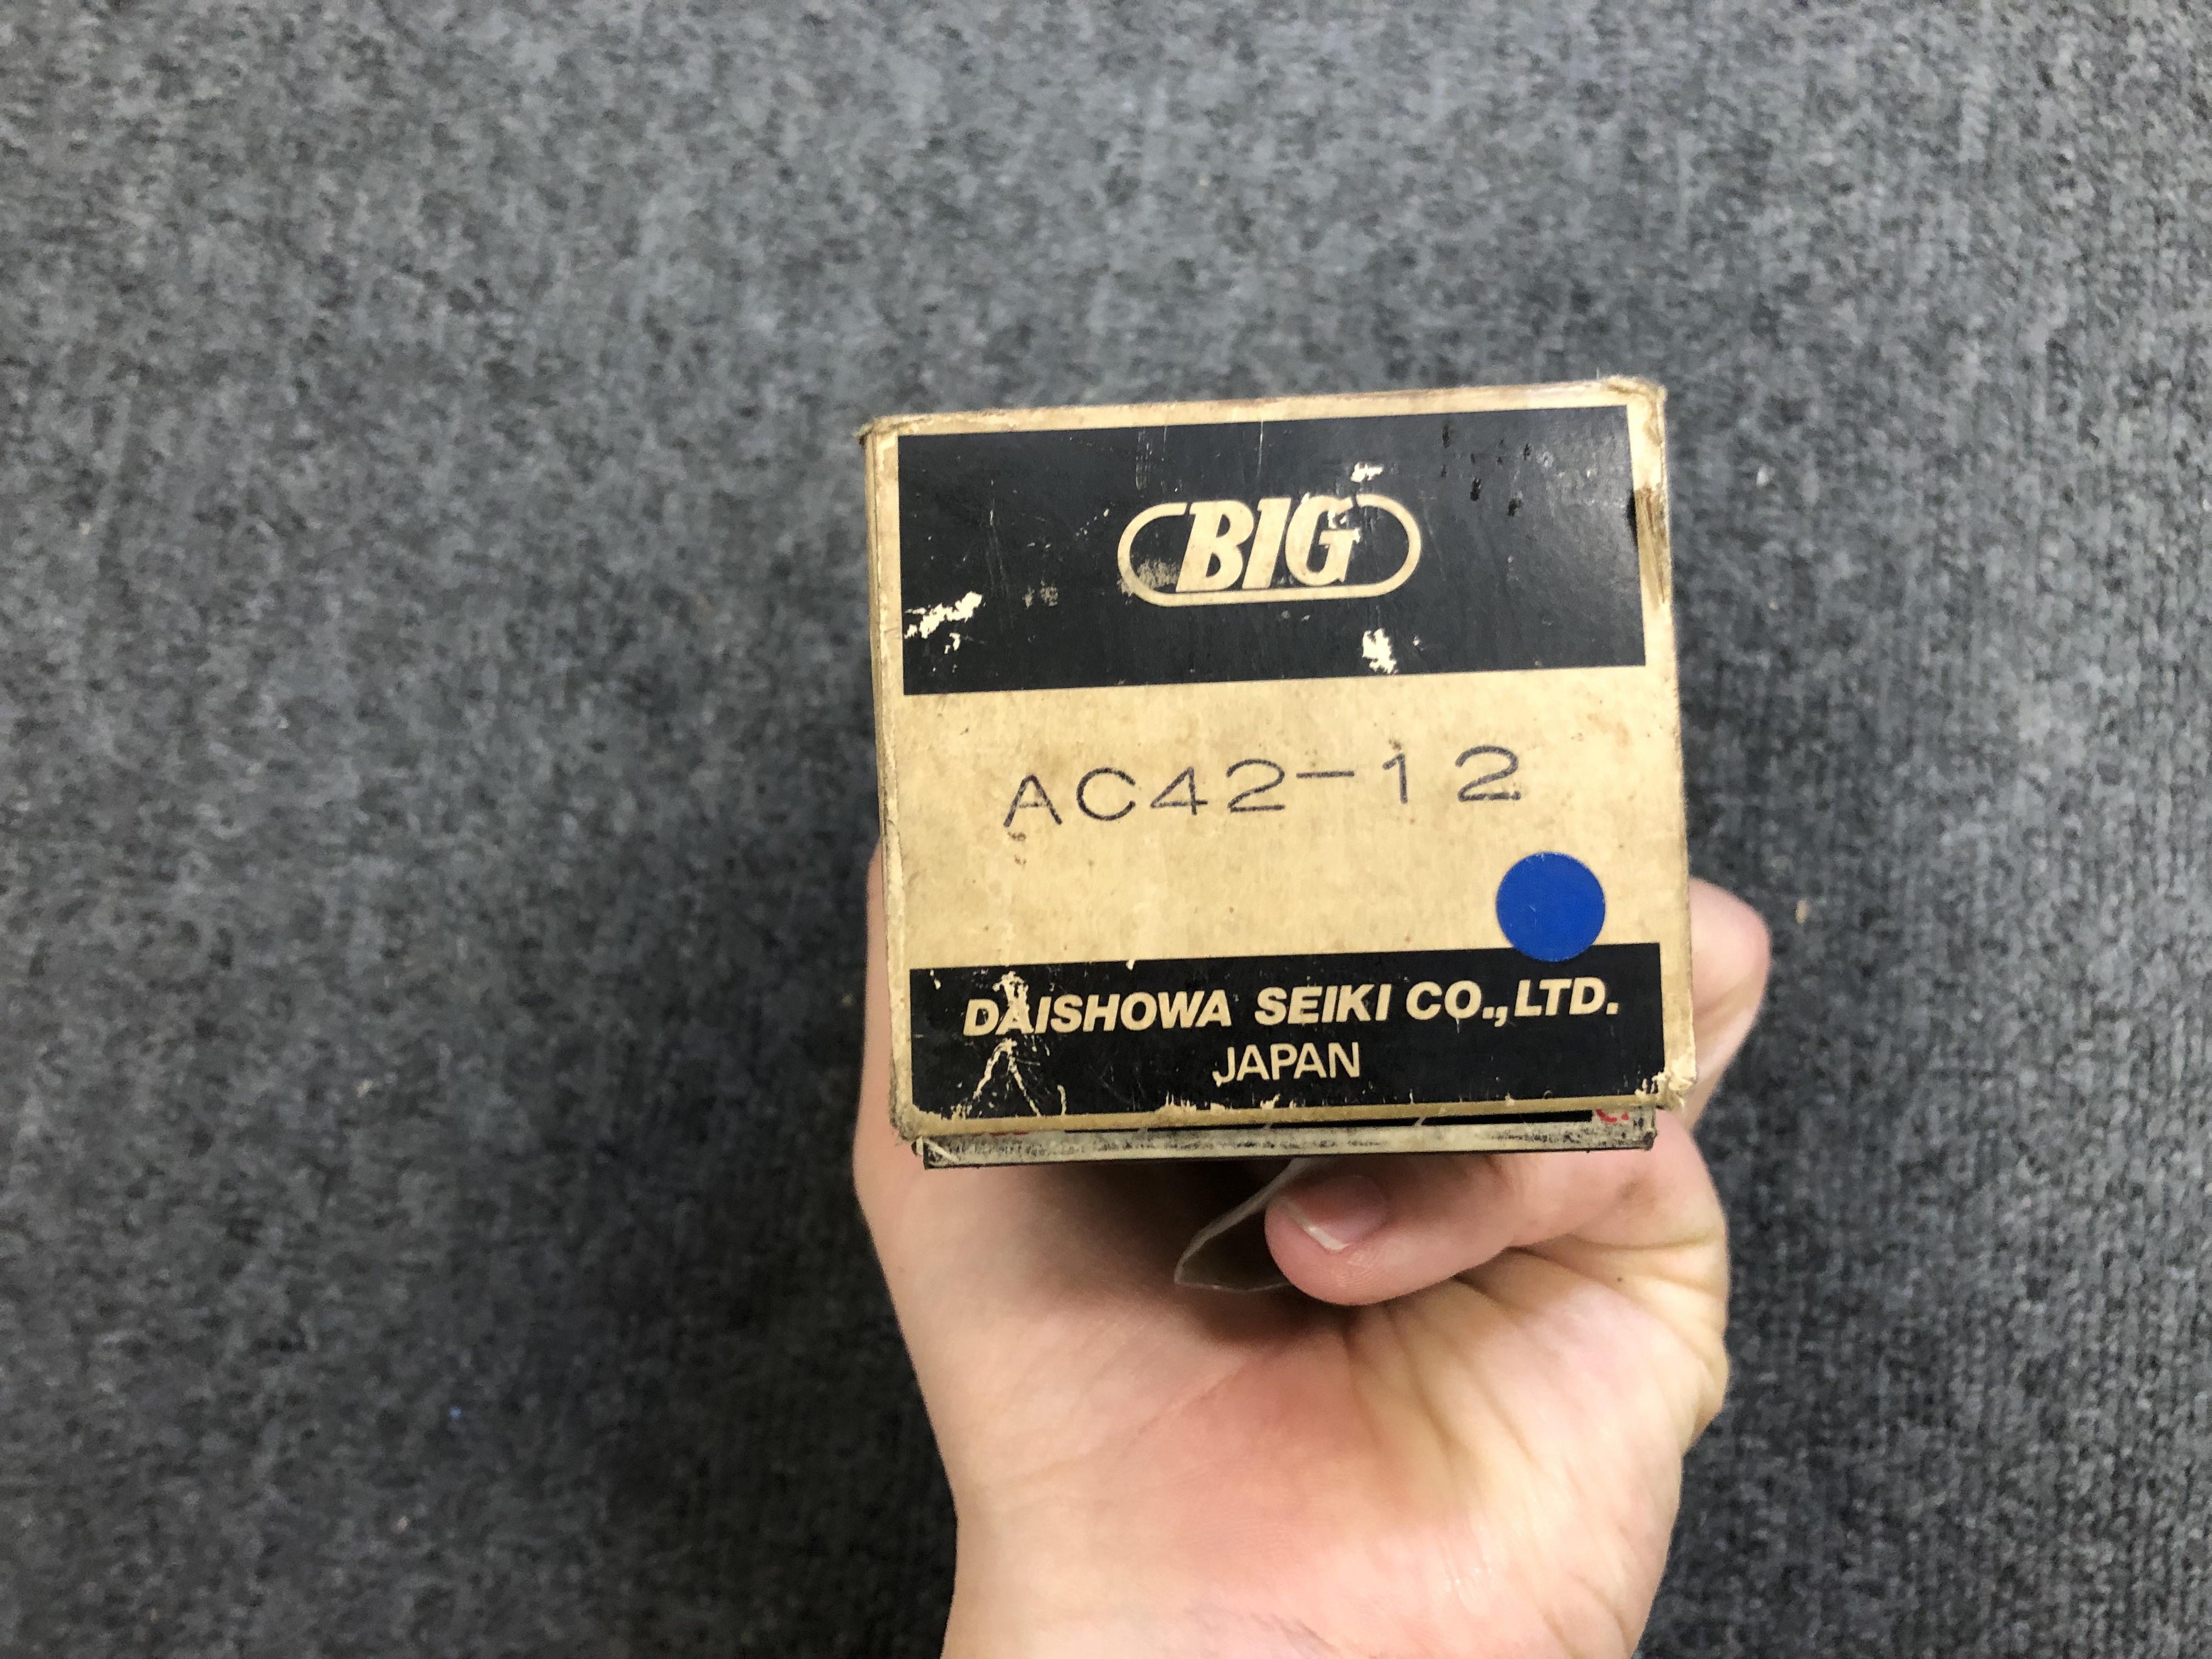 BIG
AC42-12
DAISHOWA SEIKI CO.,LTD.
JAPAN